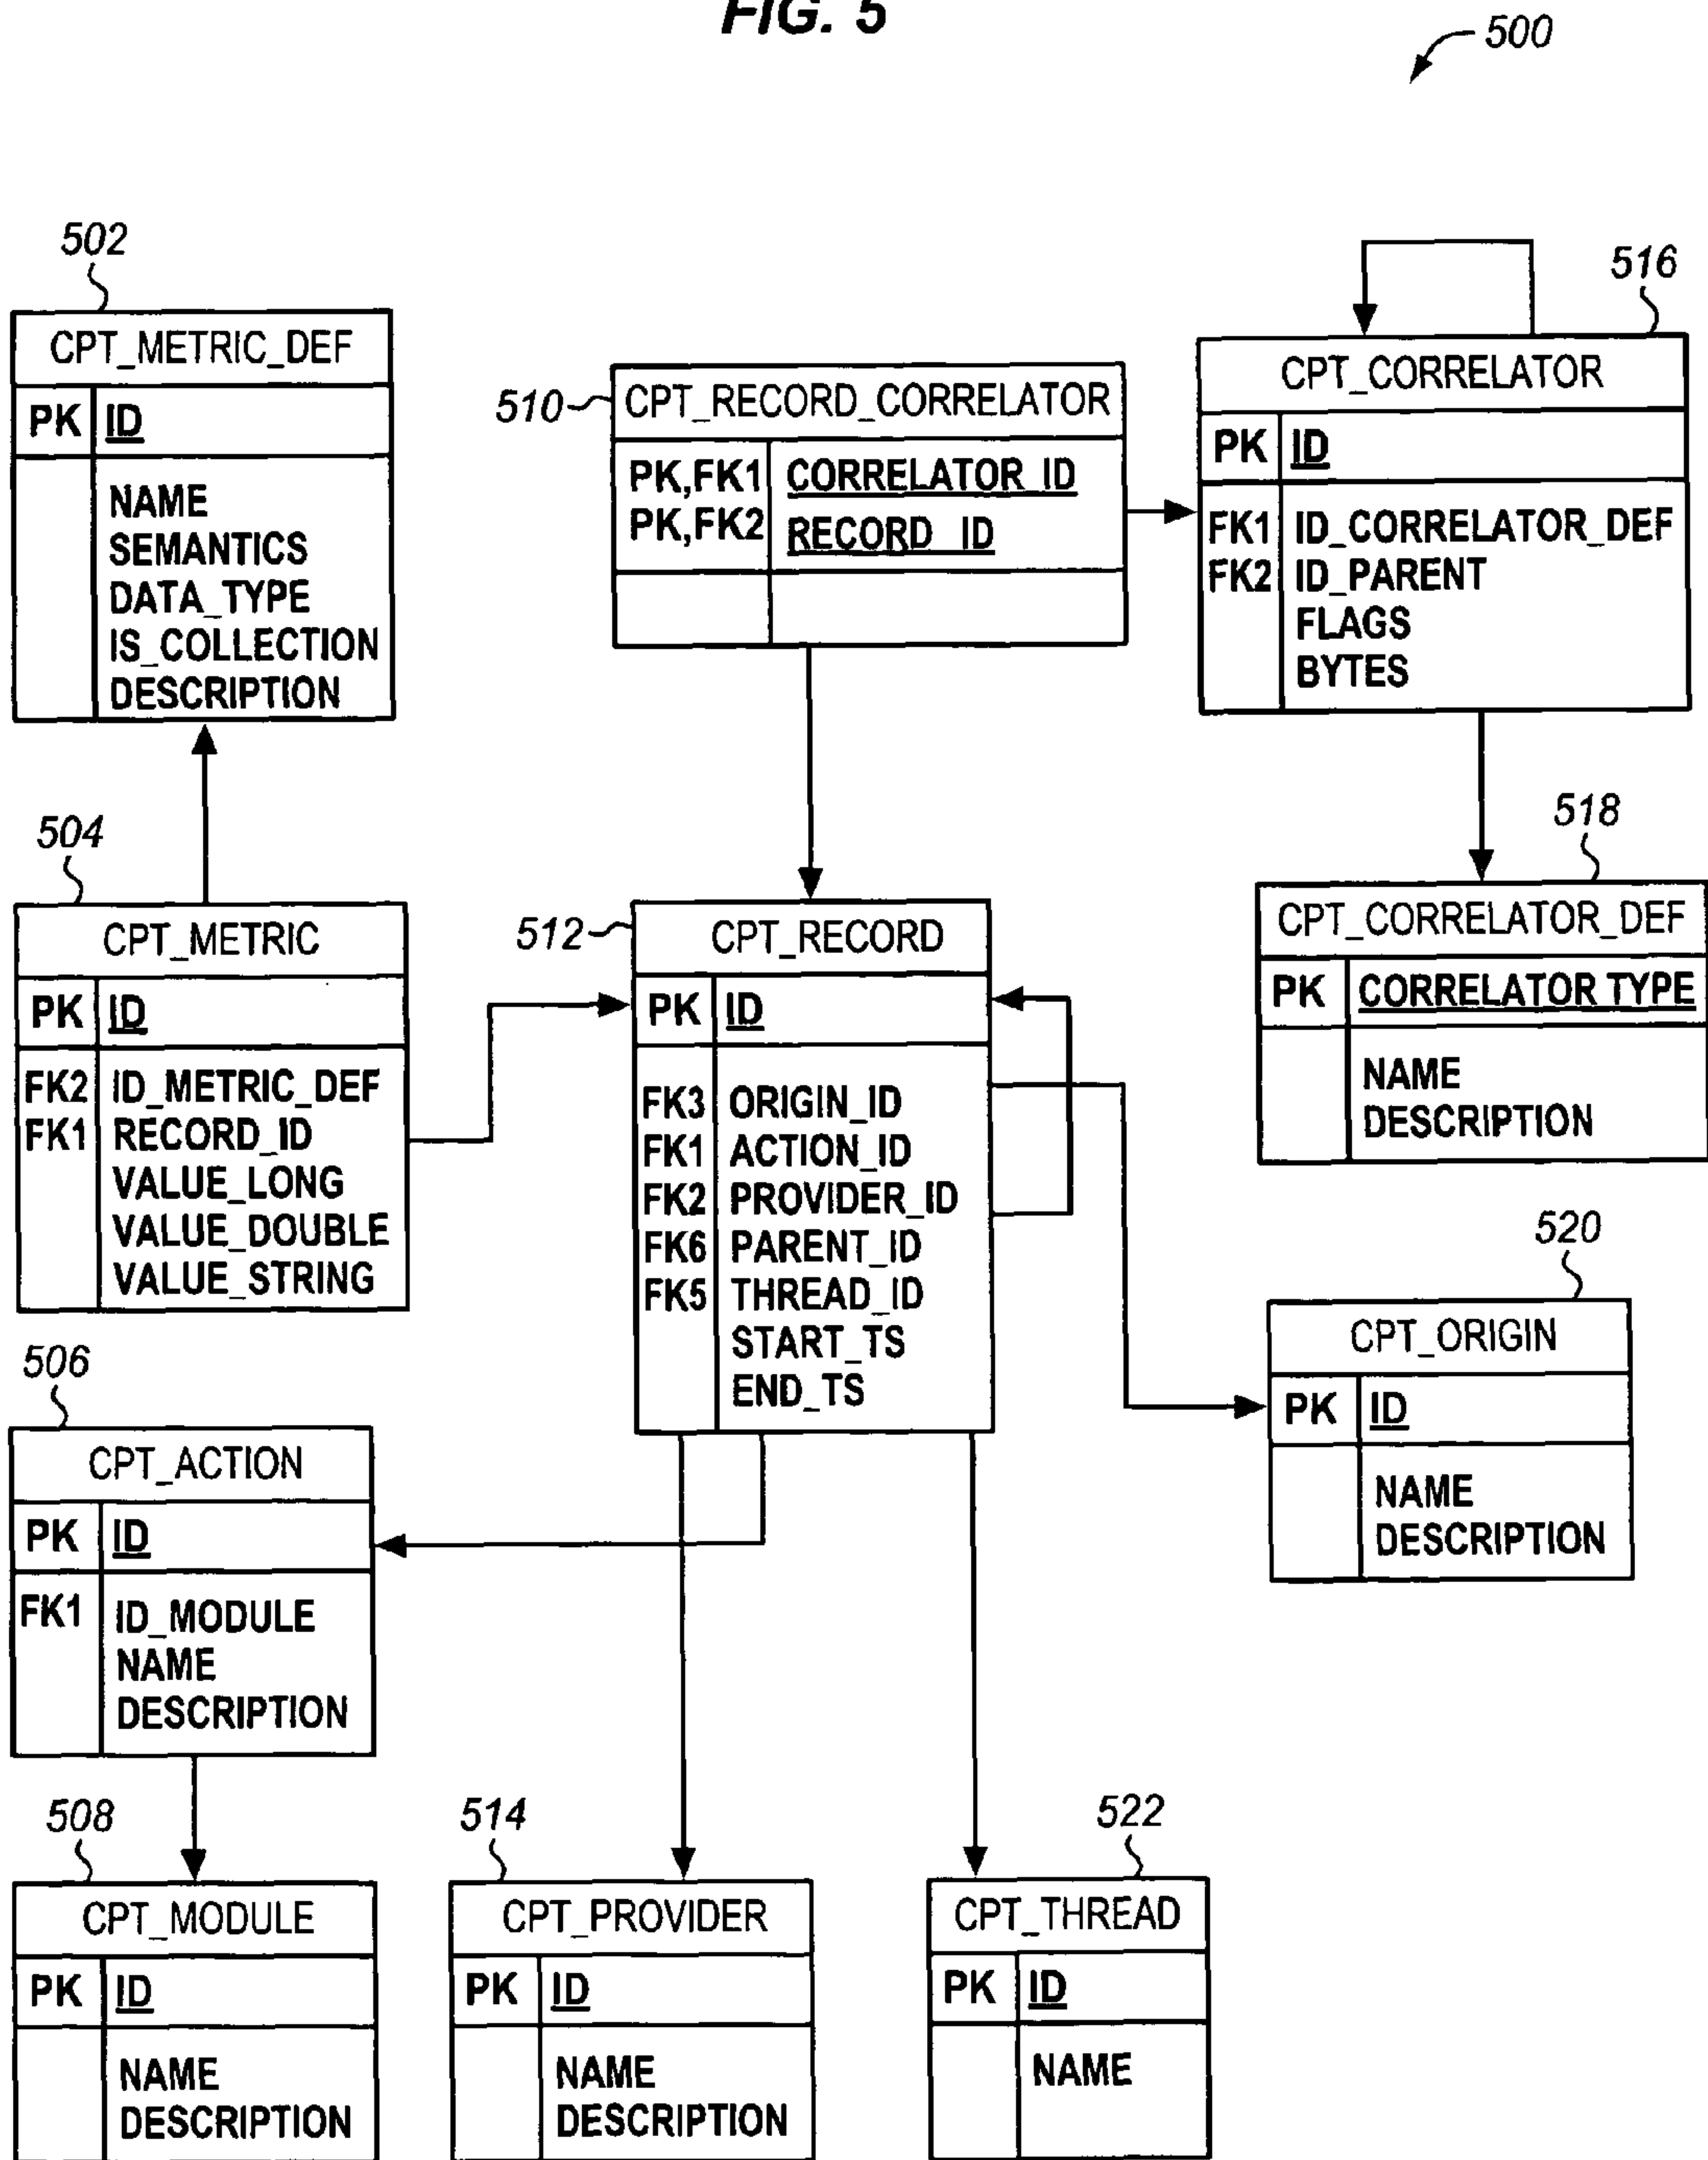 FIG. 5
500
502
CPT_METRIC_DEF
PK ID
NAME
SEMANTICS
DATA_TYPE
IS_COLLECTION
DESCRIPTION
510
CPT_RECORD_CORRELATOR
PK,FK1 CORRELATOR_ID
PK,FK2 RECORD_ID
516
CPT_CORRELATOR
PK ID
FK1 ID_CORRELATOR_DEF
FK2 ID_PARENT
FLAGS
BYTES
504
CPT_METRIC
PK ID
FK2 ID_METRIC_DEF
FK1 RECORD_ID
VALUE_LONG
VALUE_DOUBLE
VALUE_STRING
512
CPT_RECORD
PK ID
FK3 ORIGIN_ID
FK1 ACTION_ID
FK2 PROVIDER_ID
FK6 PARENT_ID
FK5 THREAD_ID
START_TS
END_TS
518
CPT_CORRELATOR_DEF
PK CORRELATOR TYPE
NAME
DESCRIPTION
520
CPT_ORIGIN
PK ID
NAME
DESCRIPTION
506
CPT_ACTION
PK ID
FK1 ID_MODULE
NAME
DESCRIPTION
508
CPT_MODULE
PK ID
NAME
DESCRIPTION
514
CPT_PROVIDER
PK ID
NAME
DESCRIPTION
522
CPT_THREAD
PK ID
NAME